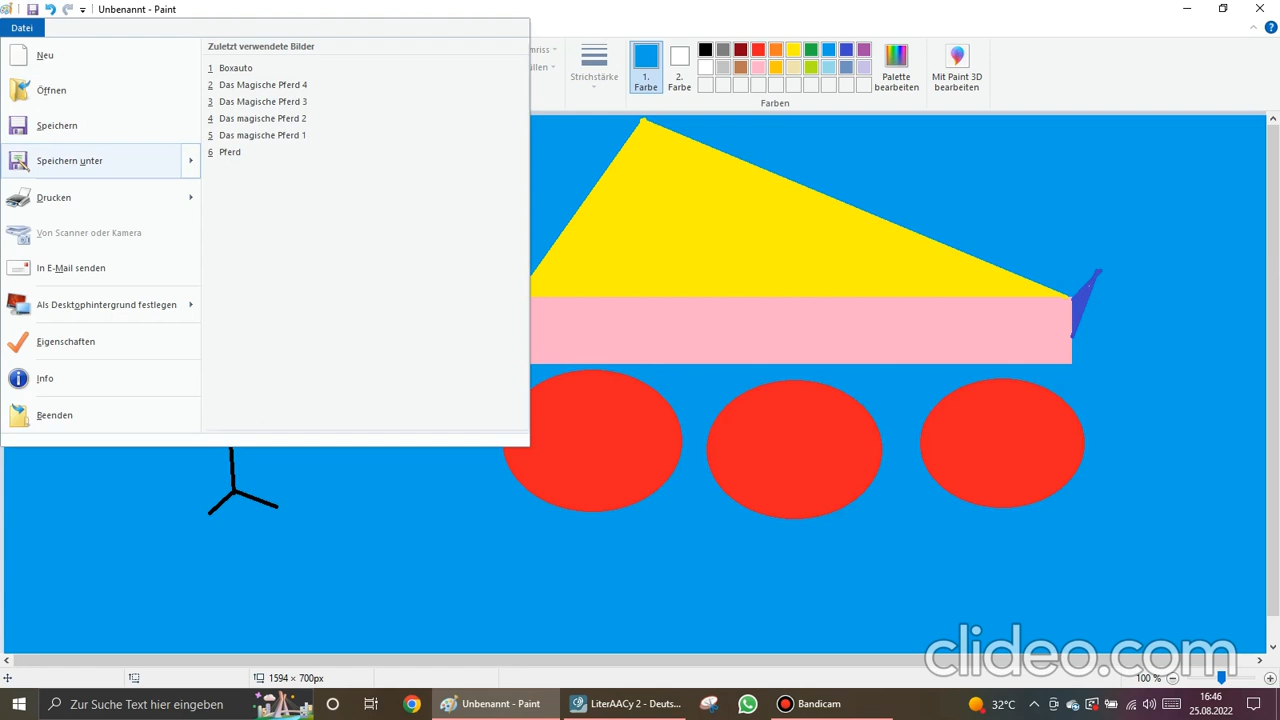 Unbenannt - Paint
Datei
Neu
Öffnen
Speichern
Speichern unter
Drucken
Von Scanner oder Kamera
In E-Mail senden
Als Desktophintergrund festlegen
Eigenschaften
Info
Beenden
Zuletzt verwendete Bilder
1 Boxauto
2 Das Magische Pferd 4
3 Das Magische Pferd 3
4 Das magische Pferd 2
5 Das magische Pferd 1
6 Pferd
Strichstärke
1. Farbe
2. Farbe
Palette bearbeiten
Mit Paint 3D bearbeiten
Farben
clideo.com
1594 × 700px
100 %
Zur Suche Text hier eingeben
Unbenannt - Paint
LiterAACy 2 - Deuts...
Bandicam
32°C
16:46
25.08.2022